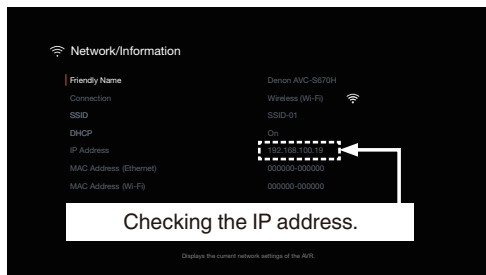 Network/Information
Friendly Name Denon AVC-S670H
Connection Wireless (Wi-Fi)
SSID SSID-01
DHCP On
IP Address 192.168.100.19
MAC Address (Ethernet) 000000-000000
MAC Address (Wi-Fi) 000000-000000
Checking the IP address.
Displays the current network settings of the AVR.